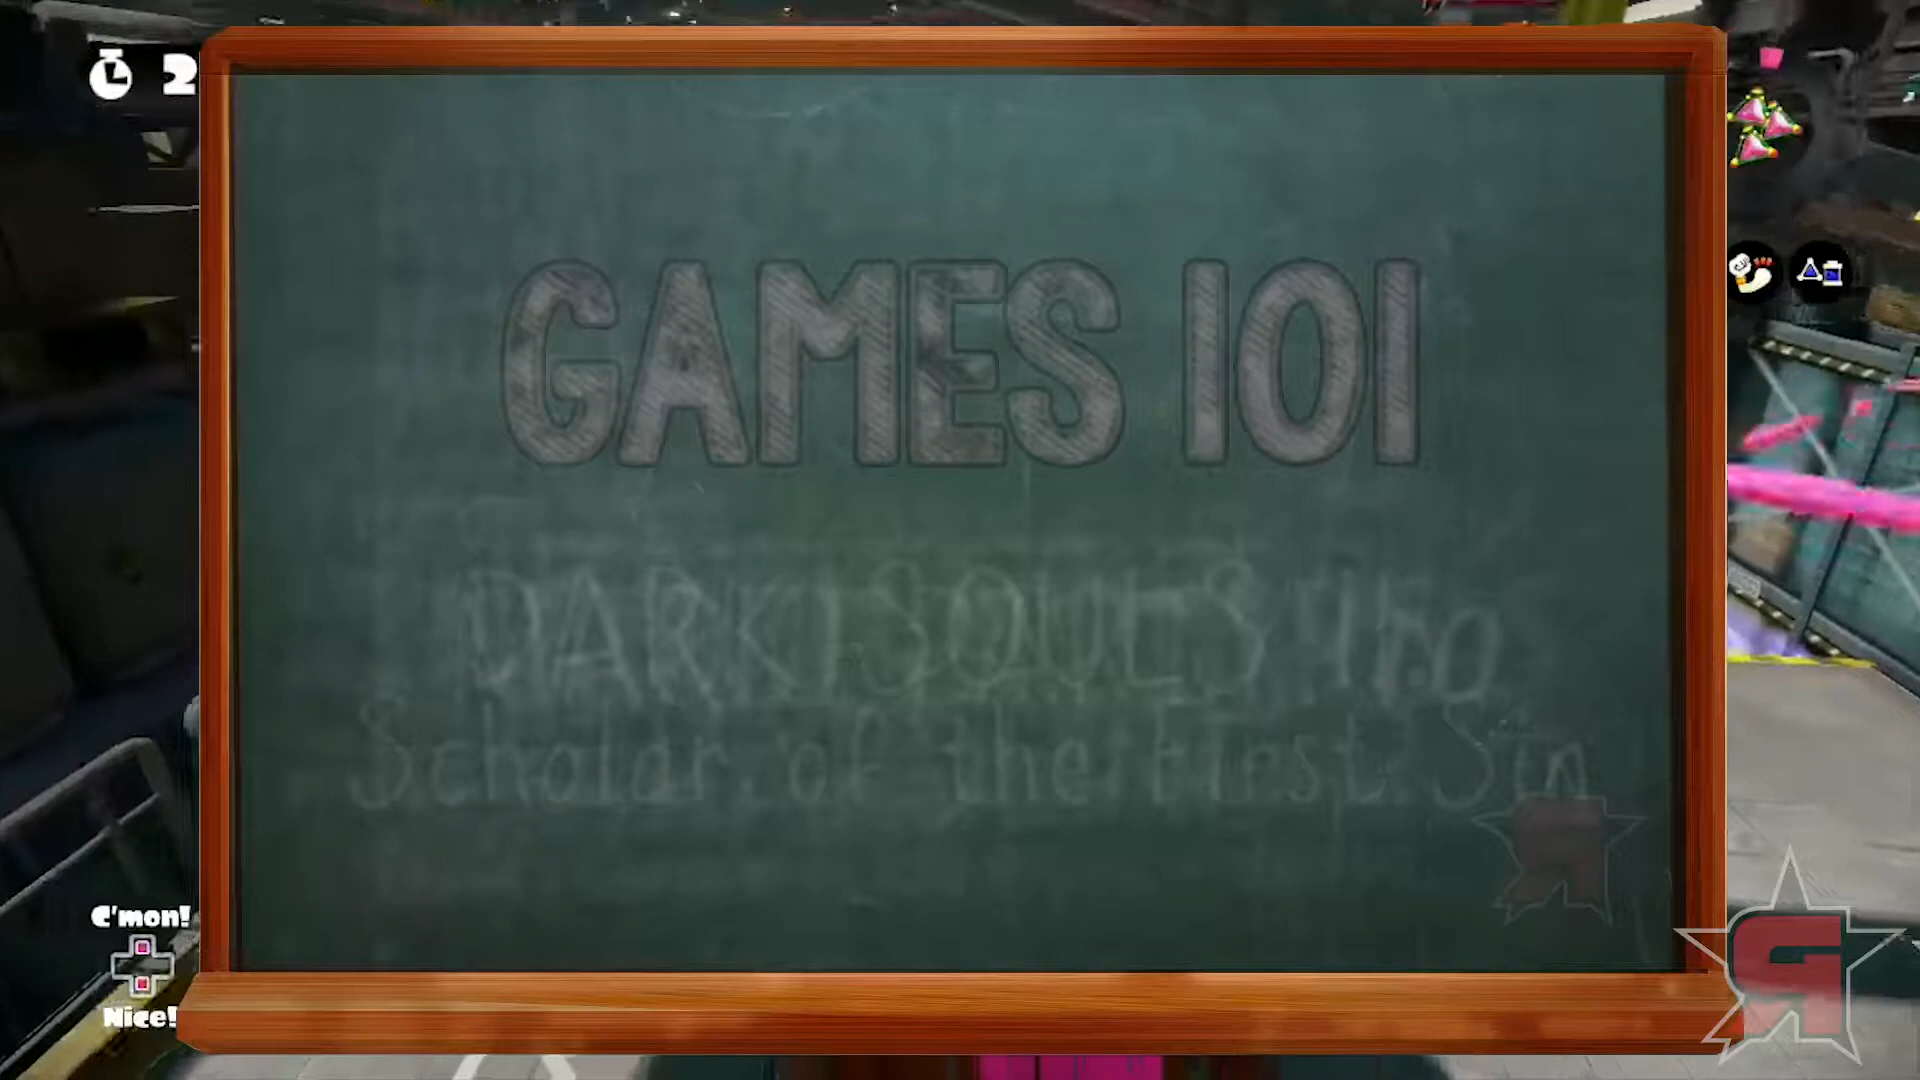 2
GAMES 101
DARK SOULS II
Scholar of the First Sin
C'mon!
Nice!